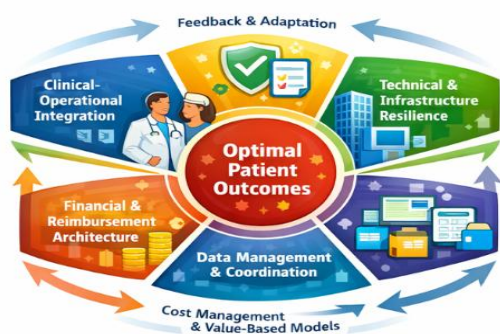 Feedback & Adaptation
Clinical-
Operational
Integration
Technical &
Infrastructure
Resilience
Optimal
Patient
Outcomes
Financial &
Reimbursement
Architecture
Data Management
& Coordination
Cost Management
& Value-Based Models